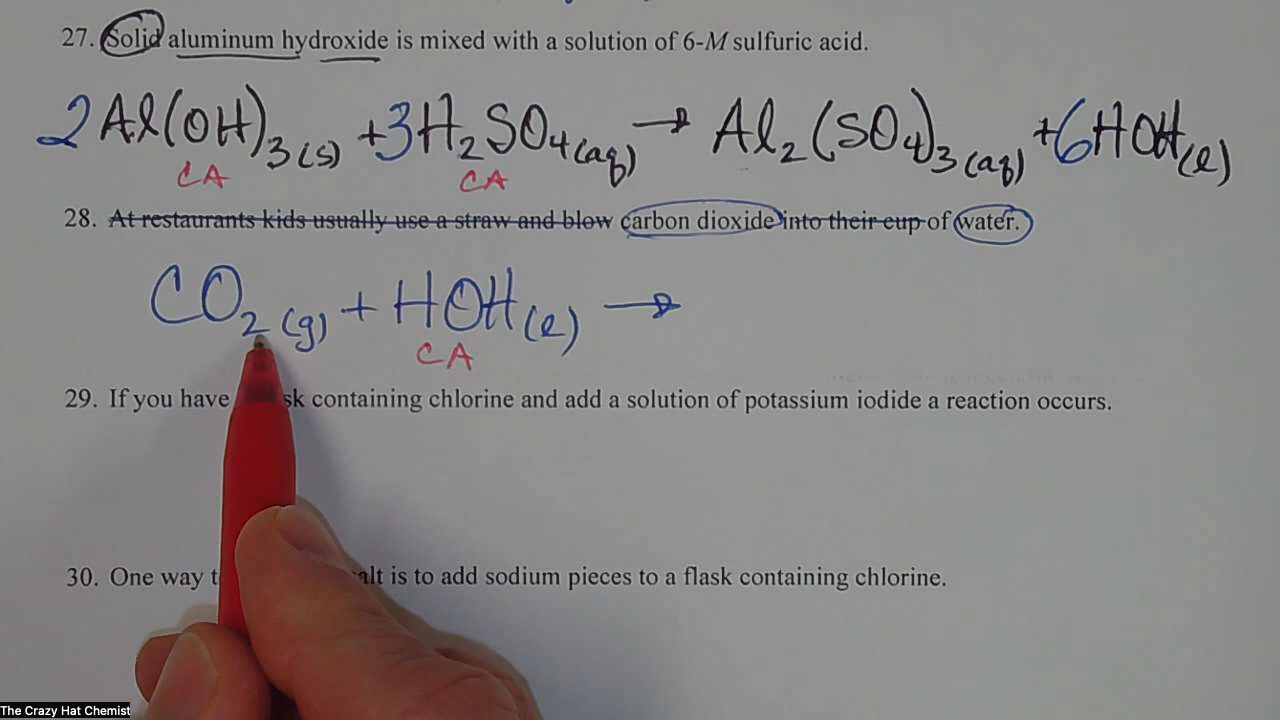 27. Solid aluminum hydroxide is mixed with a solution of 6-M sulfuric acid.
2Al(OH)₃(s) + 3H₂SO₄(aq) → Al₂(SO₄)₃(aq) + 6HOH(l)
CA CA
28. At restaurants kids usually use a straw and blow carbon dioxide into their cup of water.
CO₂(g) + HOH(l) →
CA
29. If you have containing chlorine and add a solution of potassium iodide a reaction occurs.
30. One way is to add sodium pieces to a flask containing chlorine.
The Crazy Hat Chemist